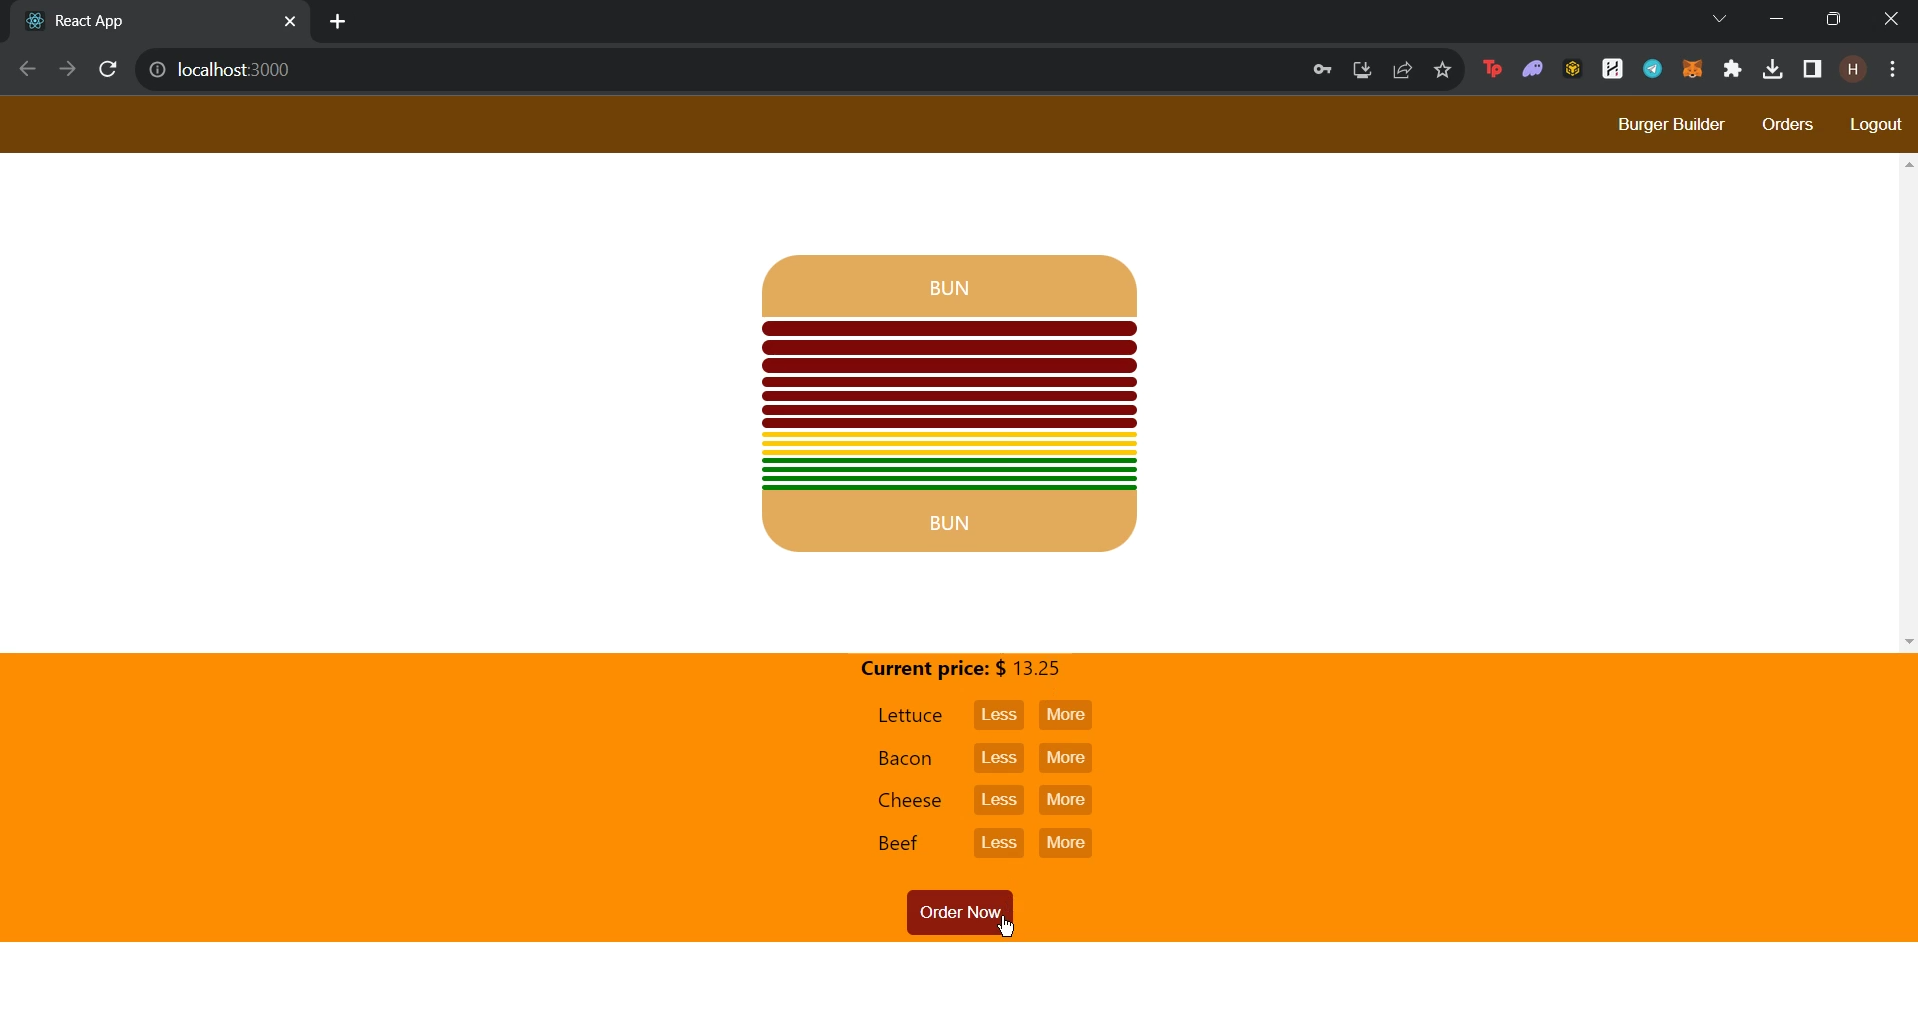 React App
localhost:3000
Tp
H
Burger Builder Orders Logout
BUN
BUN
Current price: $ 13.25
Lettuce Less More
Bacon Less More
Cheese Less More
Beef Less More
Order Now